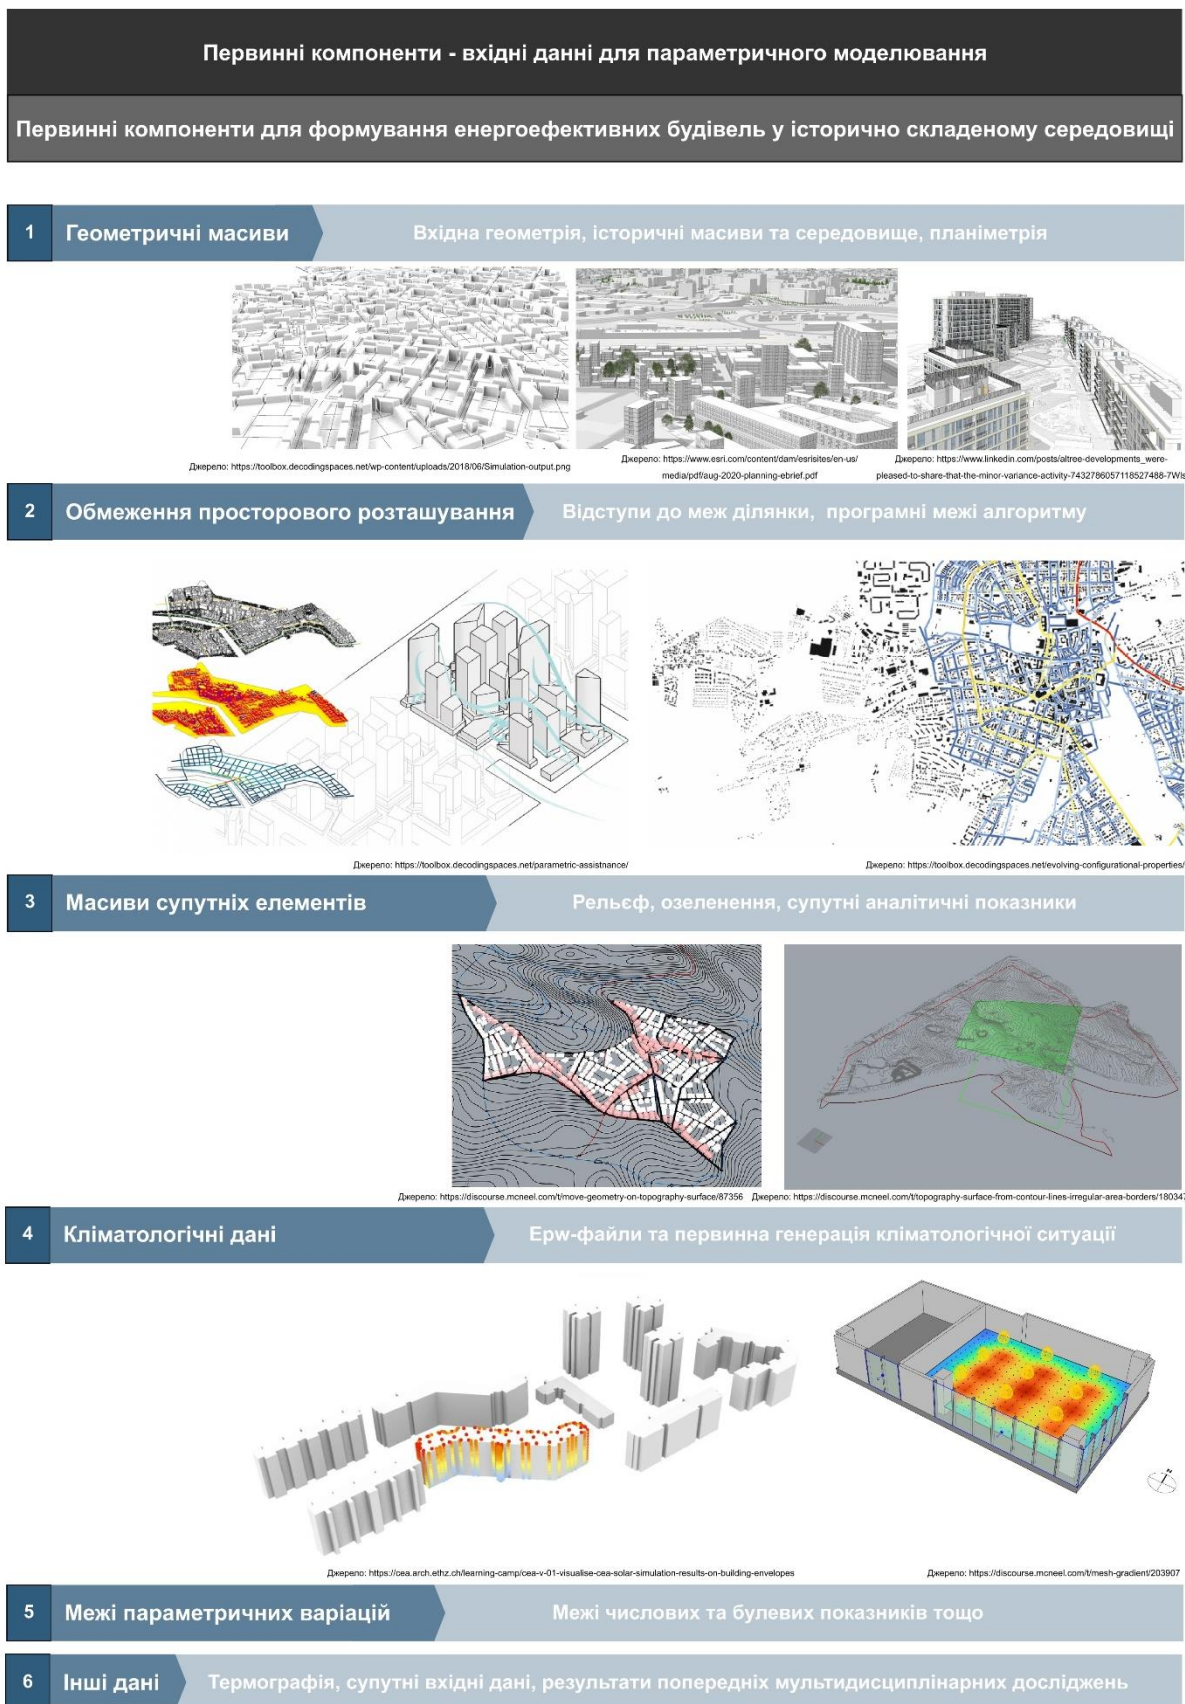 Первинні компоненти - вхідні данні для параметричного моделювання
Первинні компоненти для формування енергоефективних будівель у історично складеному середовищі
1 Геометричні масиви Вхідна геометрія, історичні масиви та середовище, планіметрія
Джерело: https://toolbox.decodingspaces.net/wp-content/uploads/2018/06/Simulation-output.png
Джерело: https://www.esri.com/content/dam/esrisites/en-us/
media/pdf/aug-2020-planning-ebrief.pdf
Джерело: https://www.linkedin.com/posts/altree-developments_were-
pleased-to-share-that-the-minor-variance-activity-7432786057118527488-7Wls
2 Обмеження просторового розташування Відступи до меж ділянки, програмні межі алгоритму
Джерело: https://toolbox.decodingspaces.net/parametric-assistnance/
Джерело: https://toolbox.decodingspaces.net/evolving-configurational-properties/
3 Масиви супутніх елементів Рельєф, озеленення, супутні аналітичні показники
Джерело: https://discourse.mcneel.com/t/move-geometry-on-topography-surface/87356
Джерело: https://discourse.mcneel.com/t/topography-surface-from-contour-lines-irregular-area-borders/180347
4 Кліматологічні дані Epw-файли та первинна генерація кліматологічної ситуації
N
Джерело: https://cea.arch.ethz.ch/learning-camp/cea-v-01-visualise-cea-solar-simulation-results-on-building-envelopes
Джерело: https://discourse.mcneel.com/t/mesh-gradient/203907
5 Межі параметричних варіацій Межі числових та булевих показників тощо
6 Інші дані Термографія, супутні вхідні дані, результати попередніх мультидисциплінарних досліджень